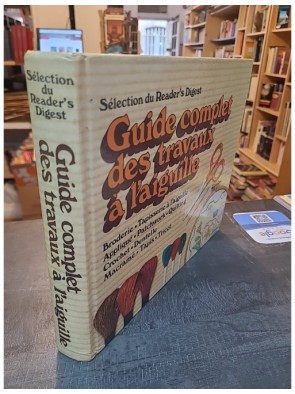 Sélection du
Reader's
Digest
Guide complet
des travaux à l'aiguille
Sélection du Reader's Digest
Guide complet
des travaux
à l'aiguille
Broderie • Tapisserie à l'aiguille
Appliqué • Patchwork • Quilting
Crochet • Dentelle
Macramé • Tapis • Tricot